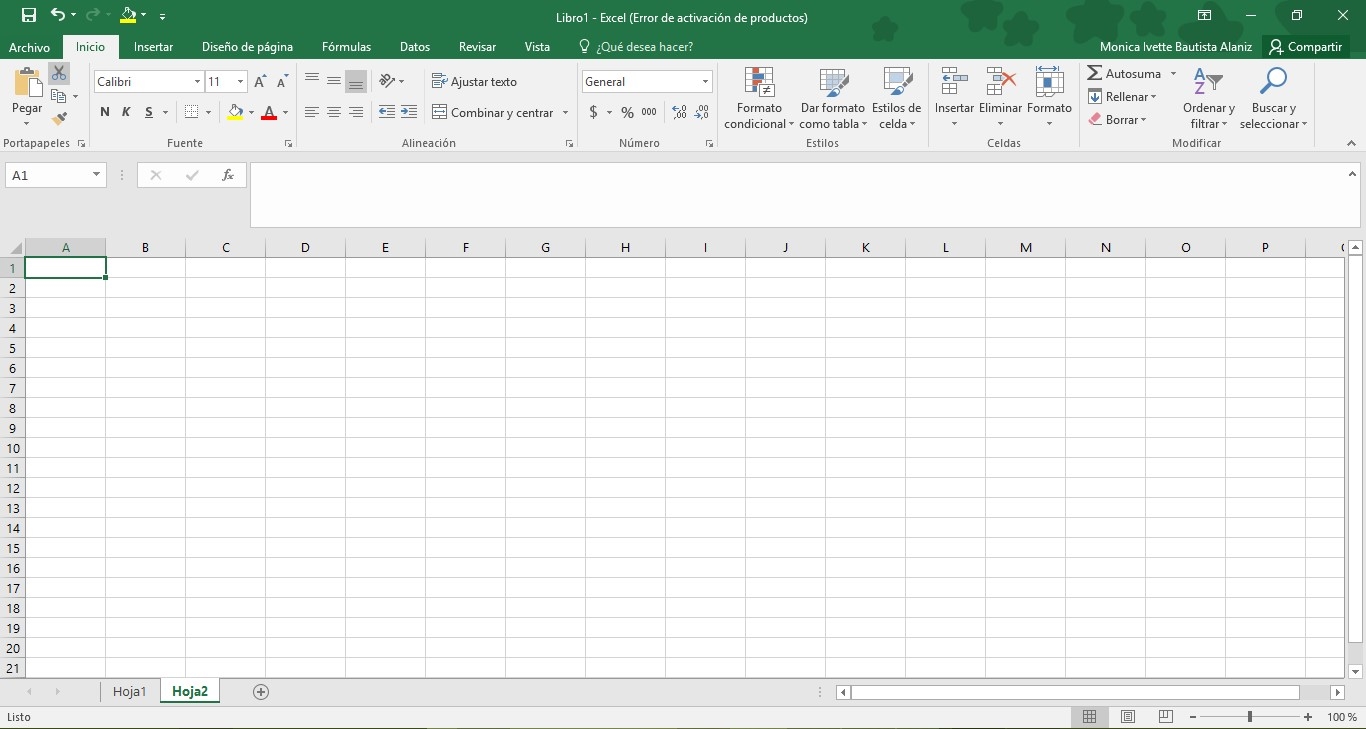 Libro1 - Excel (Error de activación de productos)
Archivo Inicio Insertar Diseño de página Fórmulas Datos Revisar Vista ¿Qué desea hacer? Monica Ivette Bautista Alaniz Compartir
Pegar
Calibri 11 A A
N K S A
Ajustar texto
Combinar y centrar
General
$ % 000 ,00 ,00
Formato condicional
Dar formato como tabla
Estilos de celda
Insertar Eliminar Formato
Autosuma
Rellenar
Borrar
A Z
Ordenar y filtrar
Buscar y seleccionar
Portapapeles Fuente Alineación Número Estilos Celdas Modificar
A1 fx
A B C D E F G H I J K L M N O P
1
2
3
4
5
6
7
8
9
10
11
12
13
14
15
16
17
18
19
20
21
Hoja1 Hoja2
Listo 100 %